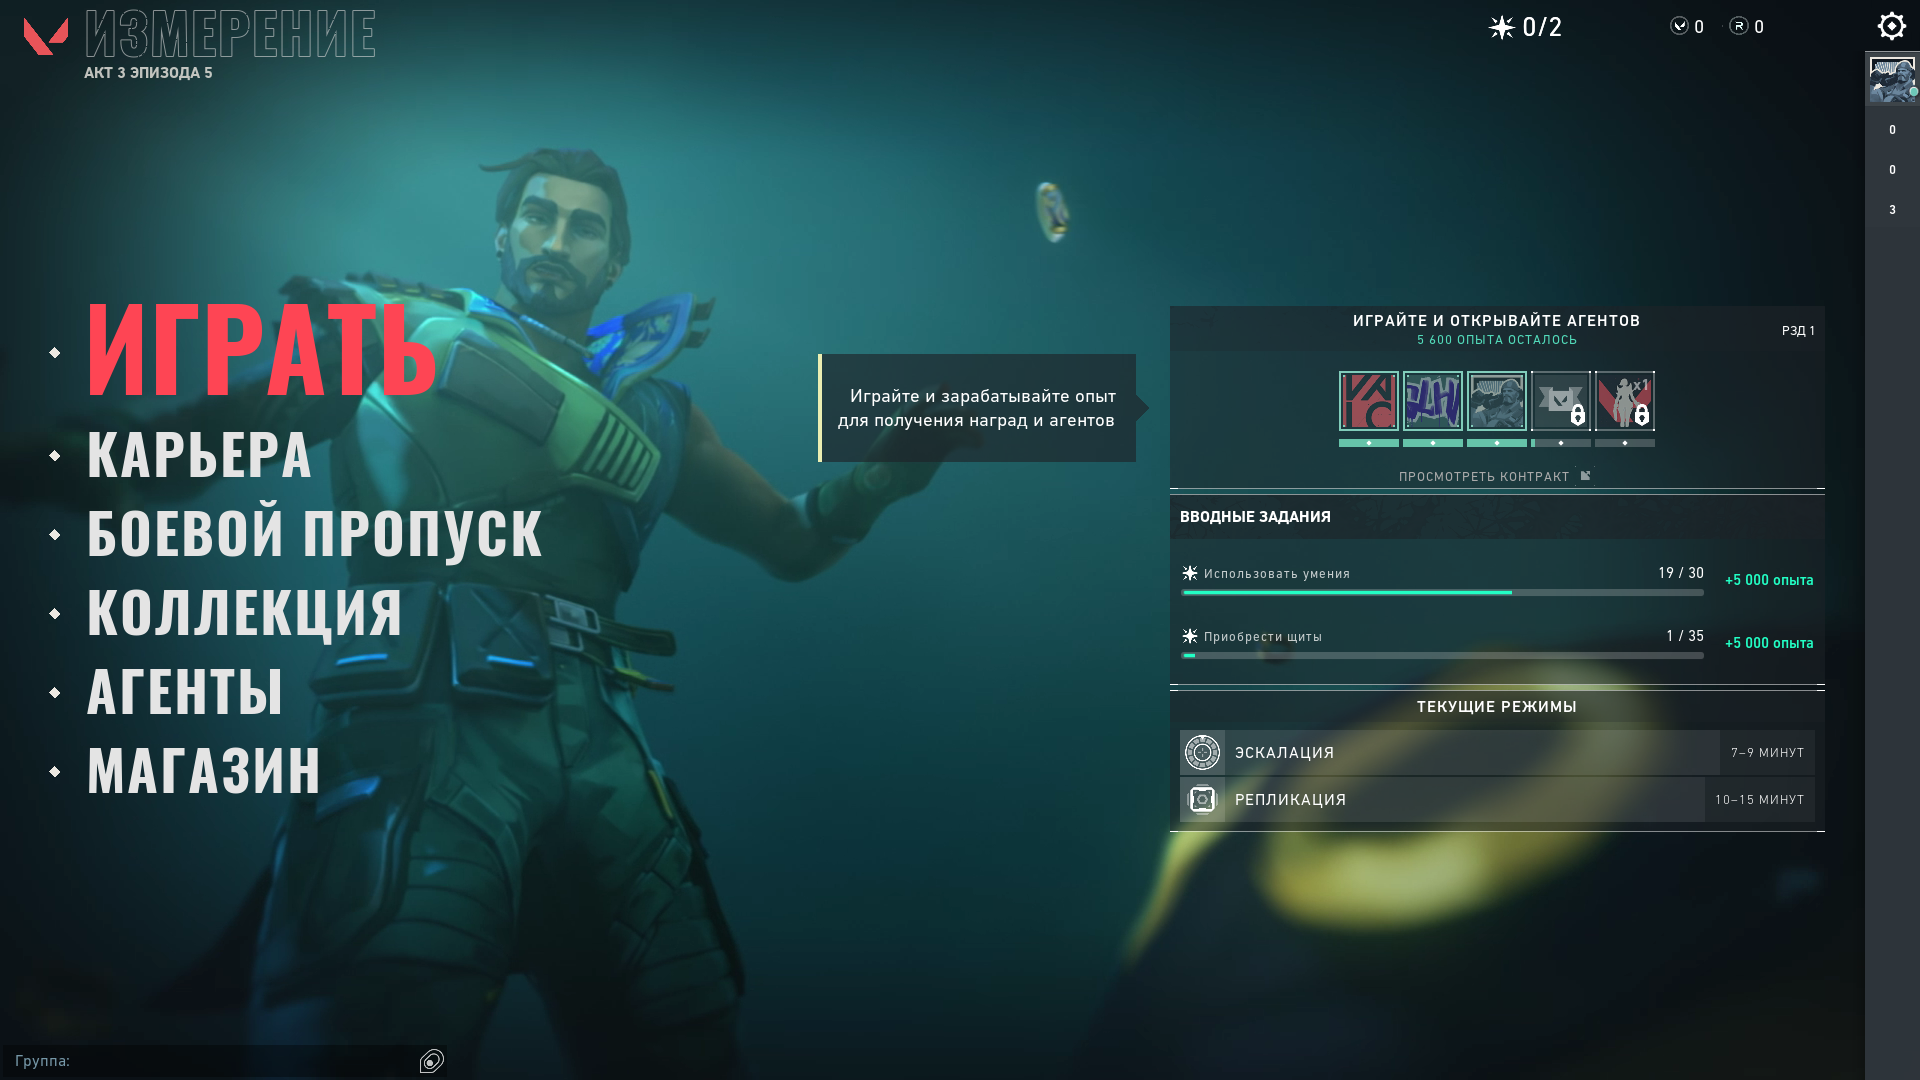 ИЗМЕРЕНИЕ
АКТ 3 ЭПИЗОДА 5
0/2
0
0
ИГРАТЬ
КАРЬЕРА
БОЕВОЙ ПРОПУСК
КОЛЛЕКЦИЯ
АГЕНТЫ
МАГАЗИН
Группа:
Играйте и зарабатывайте опыт
для получения наград и агентов
ИГРАЙТЕ И ОТКРЫВАЙТЕ АГЕНТОВ
5 600 ОПЫТА ОСТАЛОСЬ
РЗД 1
x1
ПРОСМОТРЕТЬ КОНТРАКТ
ВВОДНЫЕ ЗАДАНИЯ
Использовать умения 19 / 30 +5 000 опыта
Приобрести щиты 1 / 35 +5 000 опыта
ТЕКУЩИЕ РЕЖИМЫ
ЭСКАЛАЦИЯ 7–9 МИНУТ
РЕПЛИКАЦИЯ 10–15 МИНУТ
0
0
3